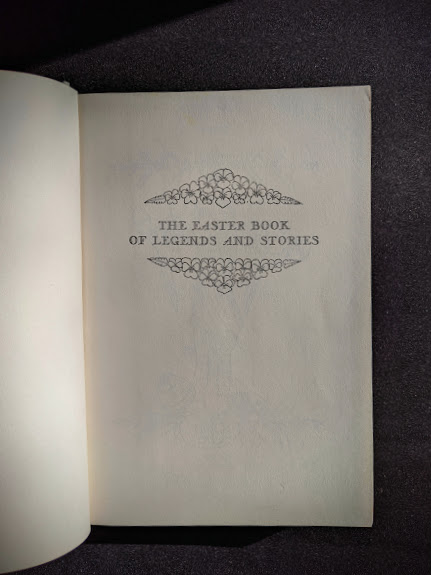 THE EASTER BOOK
OF LEGENDS AND STORIES